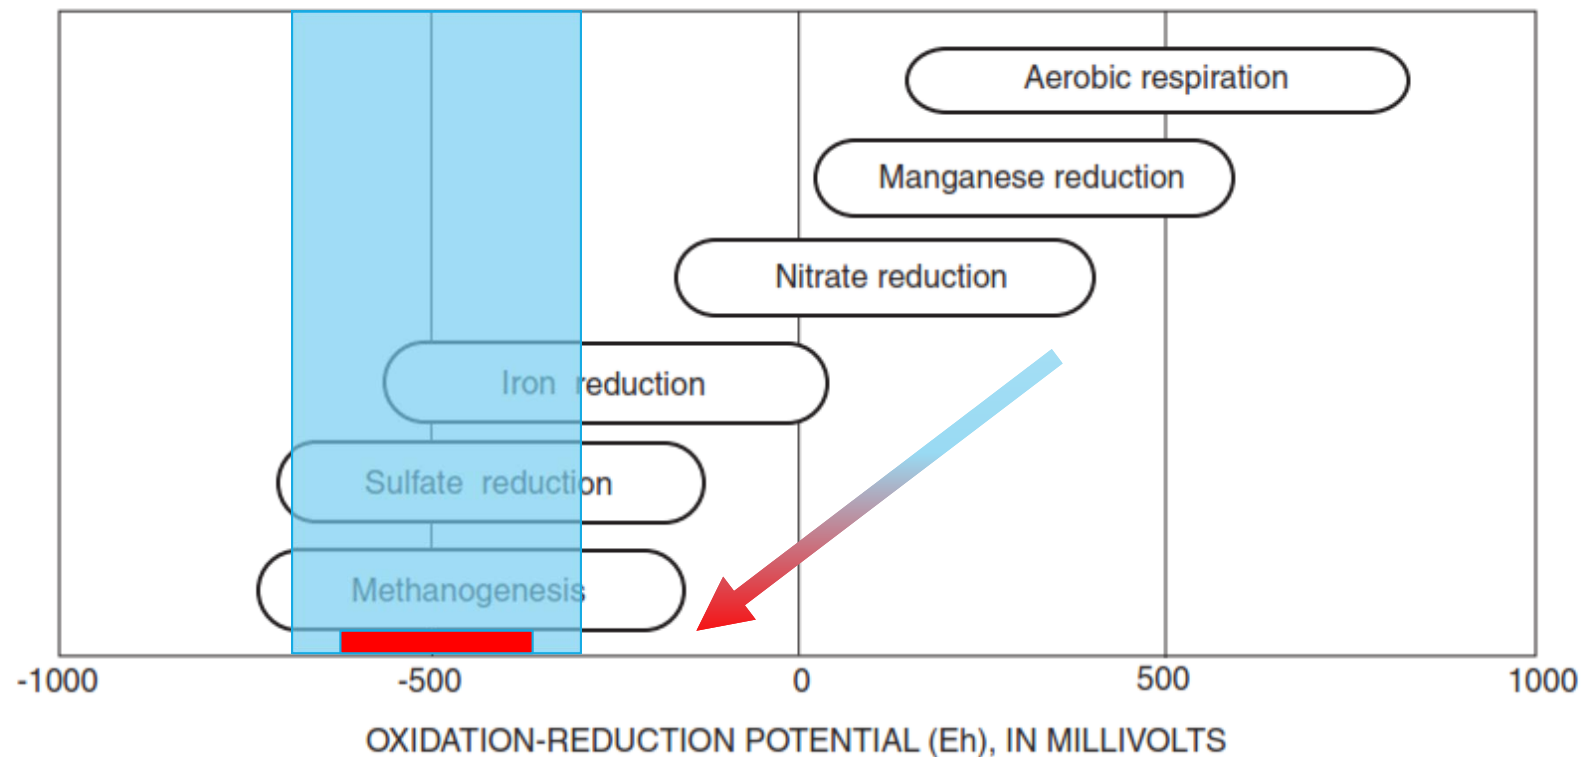 Aerobic respiration
Manganese reduction
Nitrate reduction
Iron reduction
Sulfate reduction
Methanogenesis
-1000 -500 0 500 1000
OXIDATION-REDUCTION POTENTIAL (Eh), IN MILLIVOLTS